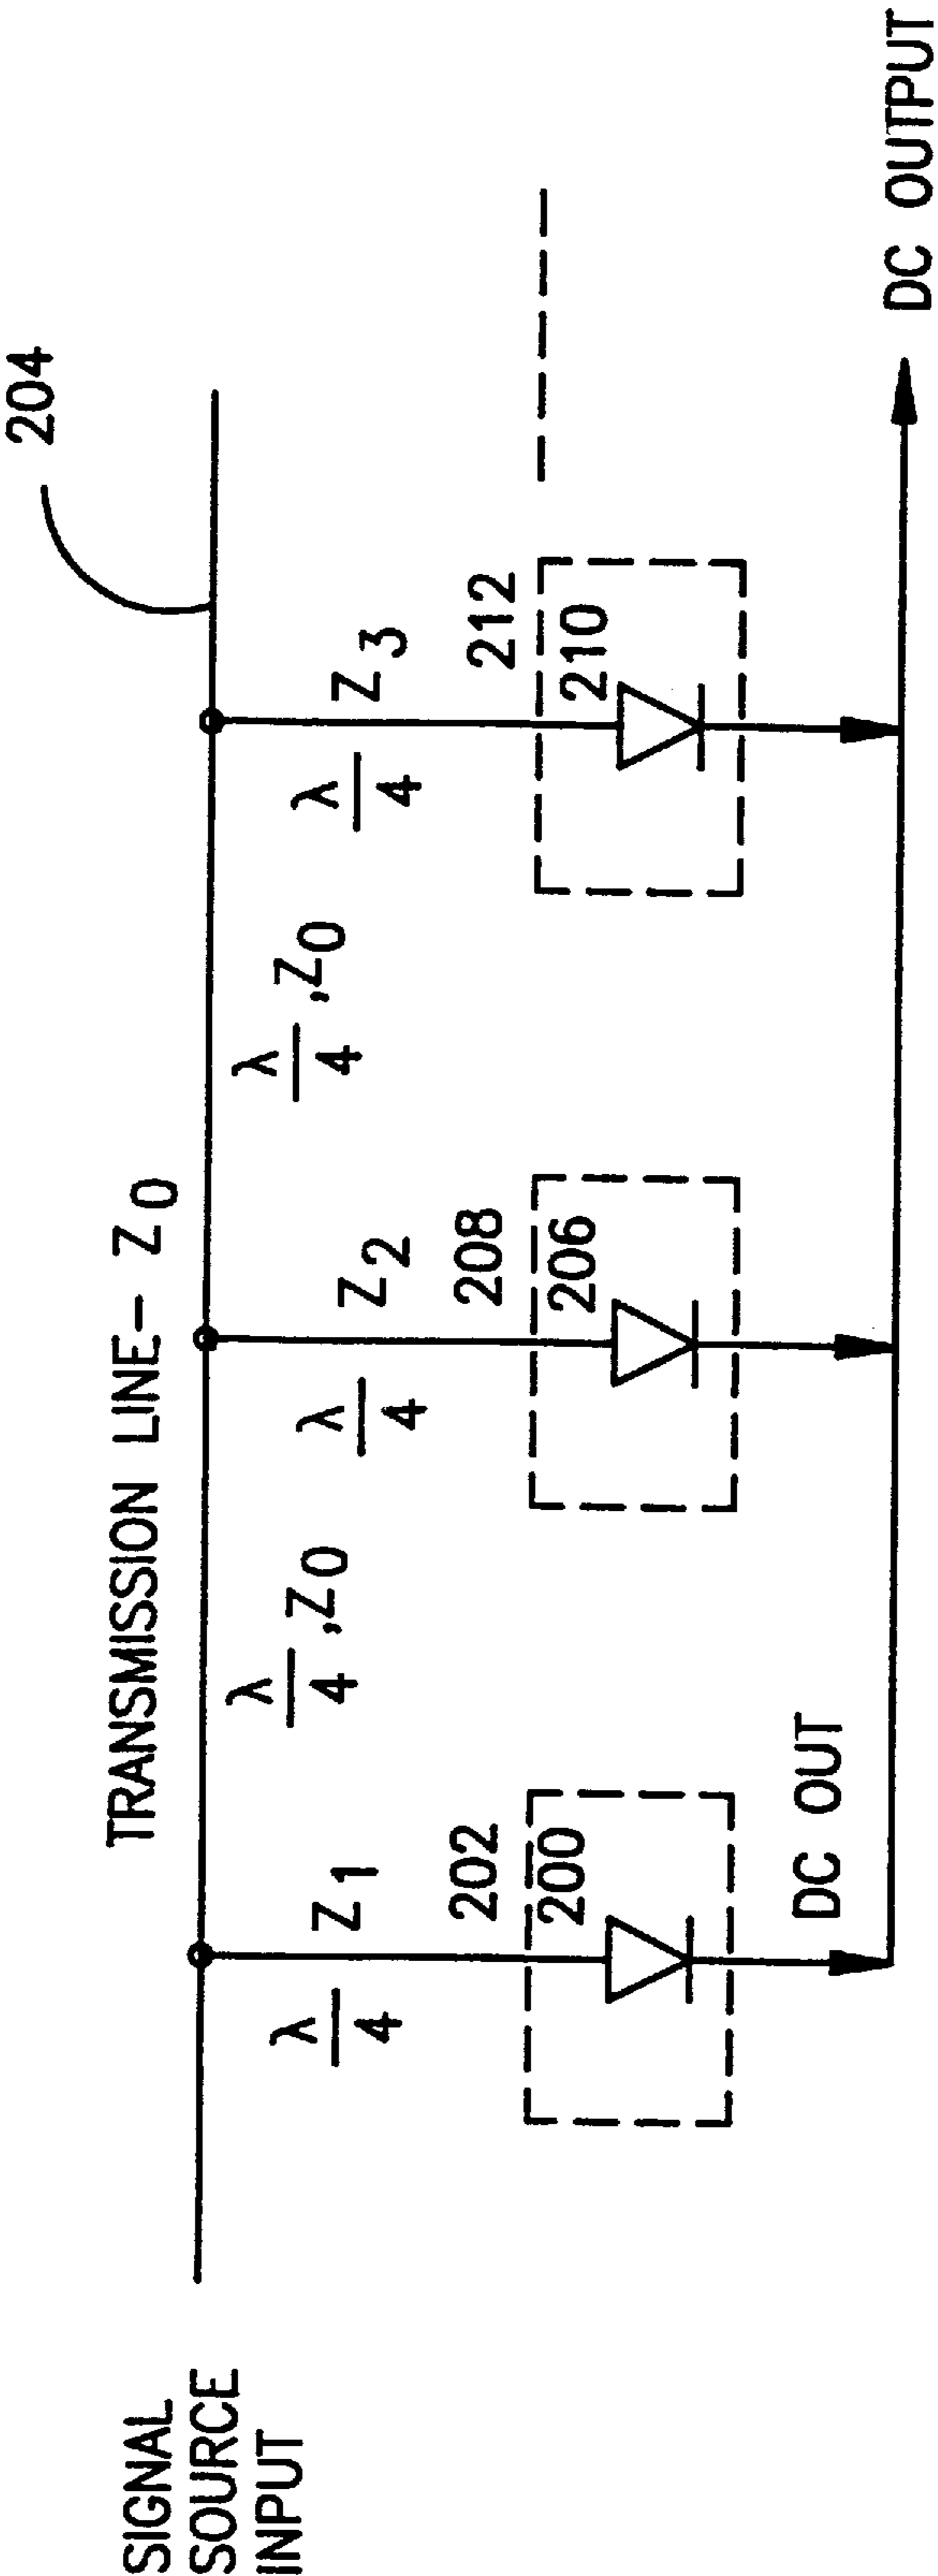 204
TRANSMISSION LINE- Z0
SIGNAL
SOURCE
INPUT
λ/4
Z1
λ/4 ,Z0
λ/4
Z2
λ/4 ,Z0
λ/4
Z3
202
200
208
206
212
210
DC OUT
DC OUTPUT